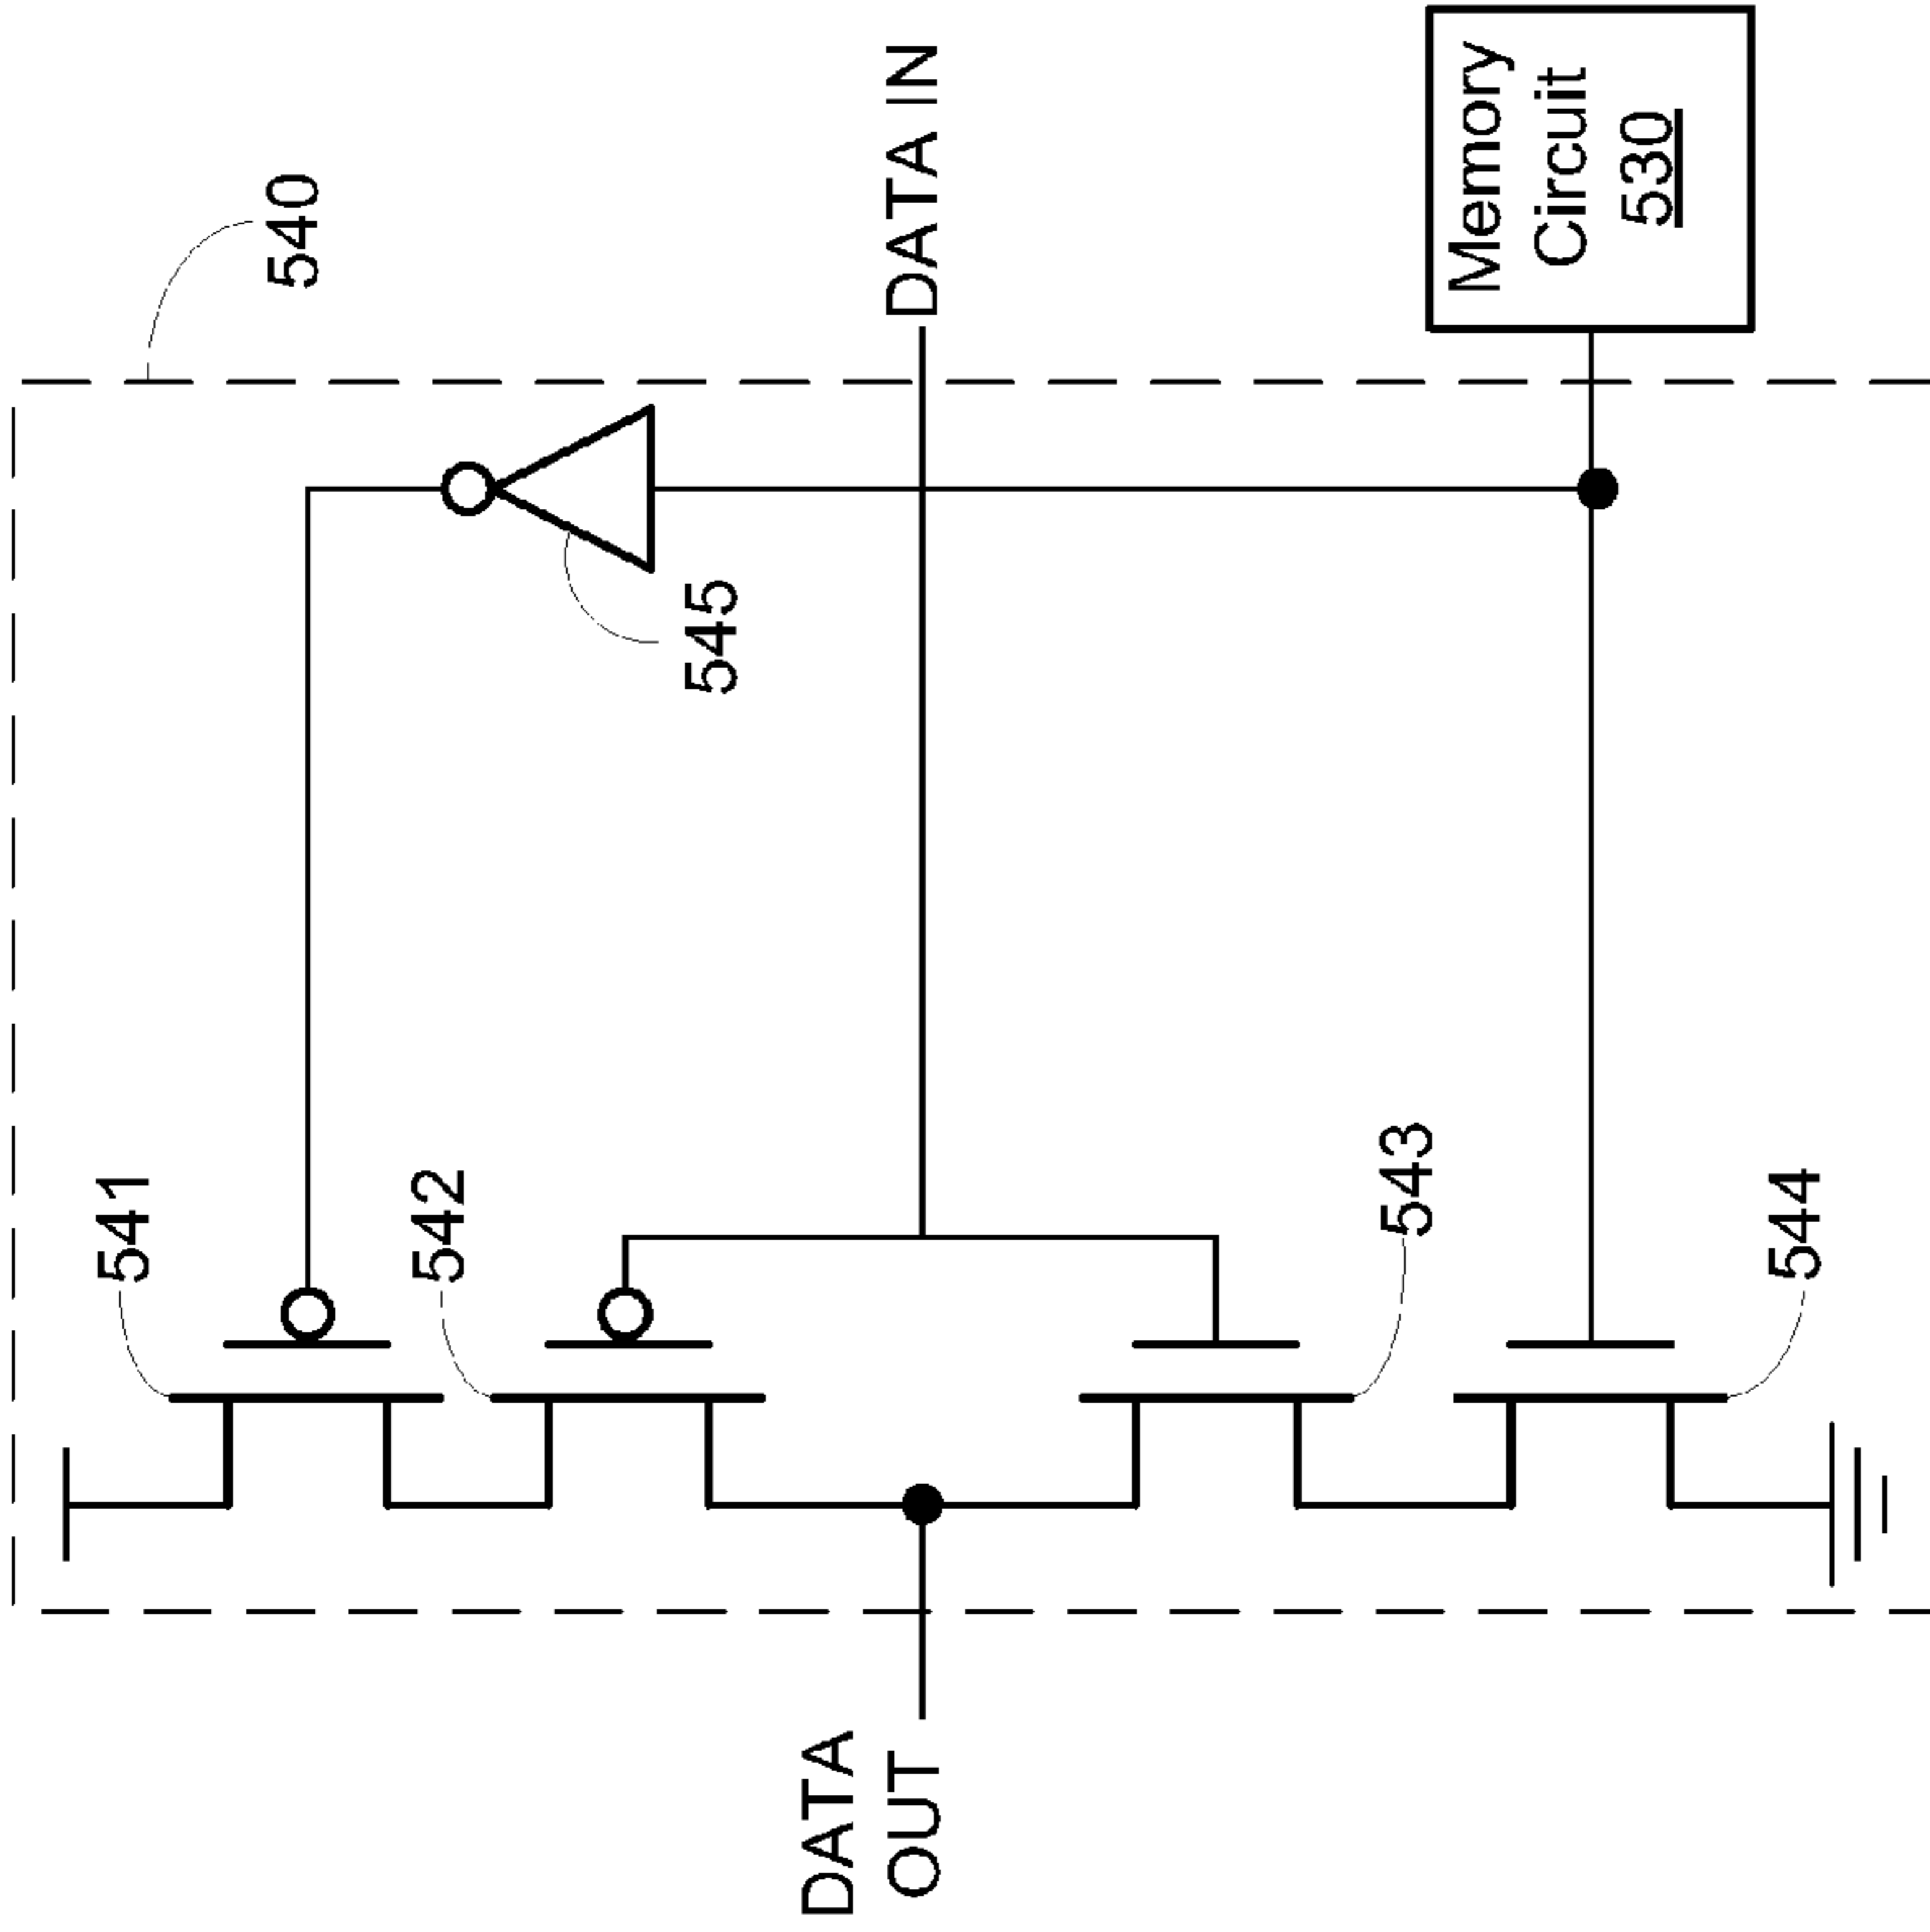 540
DATA IN
Memory
Circuit
530
545
541
542
543
544
DATA
OUT